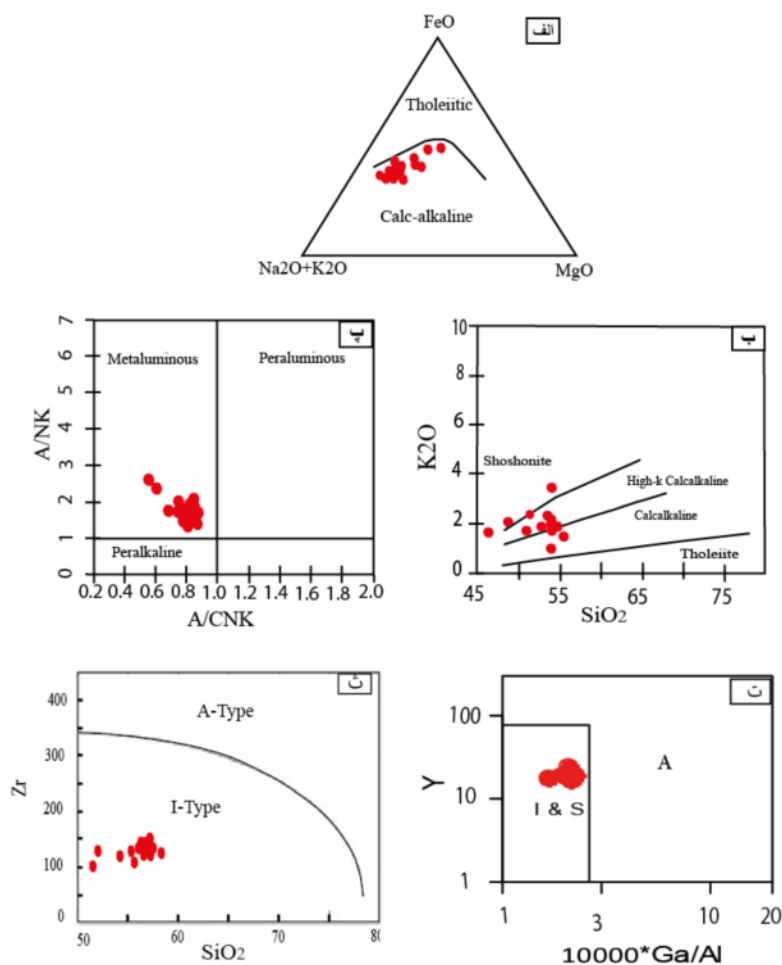 FeO
الف
Tholeiitic
Calc-alkaline
Na2O+K2O
MgO
7
6
5
4
3
2
1
0
A/NK
Metaluminous
Peraluminous
Peralkaline
0.2 0.4 0.6 0.8 1.0 1.2 1.4 1.6 1.8 2.0
A/CNK
10
8
6
4
2
0
K2O
Shoshonite
High-k Calcalkaline
Calcalkaline
Tholeiite
45 55 65 75
SiO2
400
300
200
100
0
Zr
A-Type
I-Type
50 60 70 80
SiO2
ت
100
10
1
Y
A
I & S
1 3 10 20
10000*Ga/Al